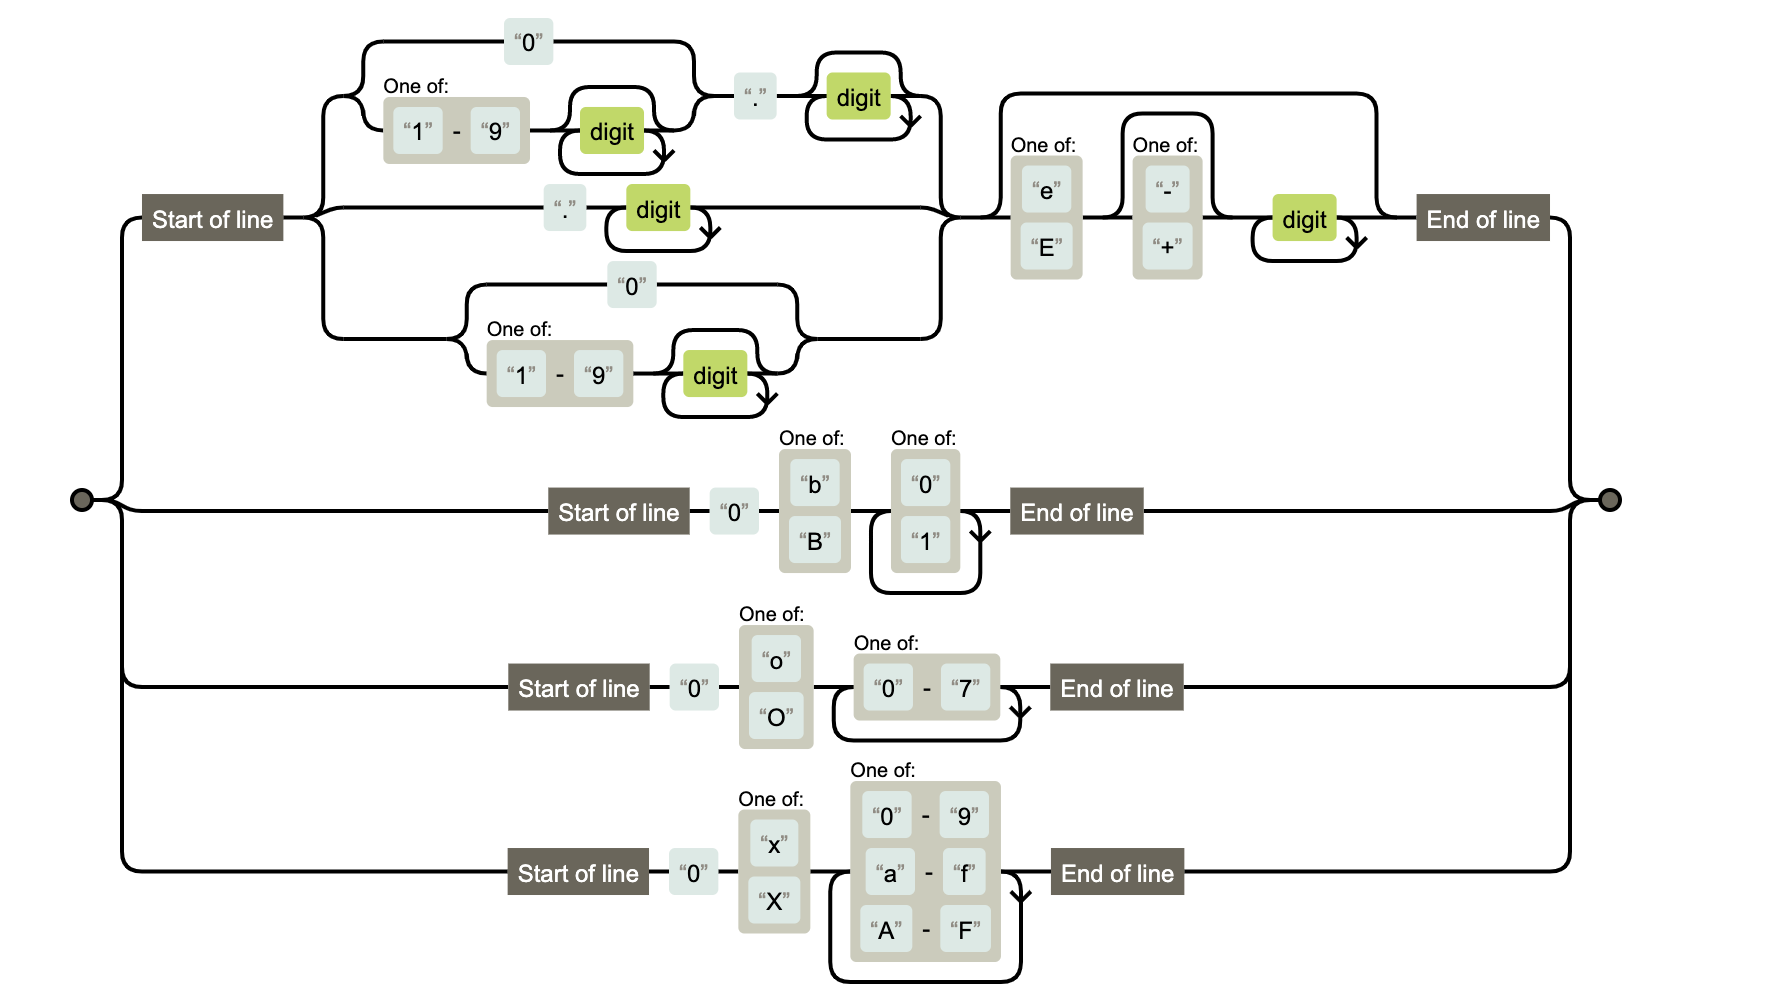 “0”
One of:
“1” - “9”
digit
“.”
digit
“.”
digit
“0”
One of:
“1” - “9”
digit
Start of line
One of:
“e”
“E”
One of:
“-”
“+”
digit
End of line
Start of line
“0”
One of:
“b”
“B”
One of:
“0”
“1”
End of line
Start of line
“0”
One of:
“o”
“O”
One of:
“0” - “7”
End of line
Start of line
“0”
One of:
“x”
“X”
One of:
“0” - “9”
“a” - “f”
“A” - “F”
End of line